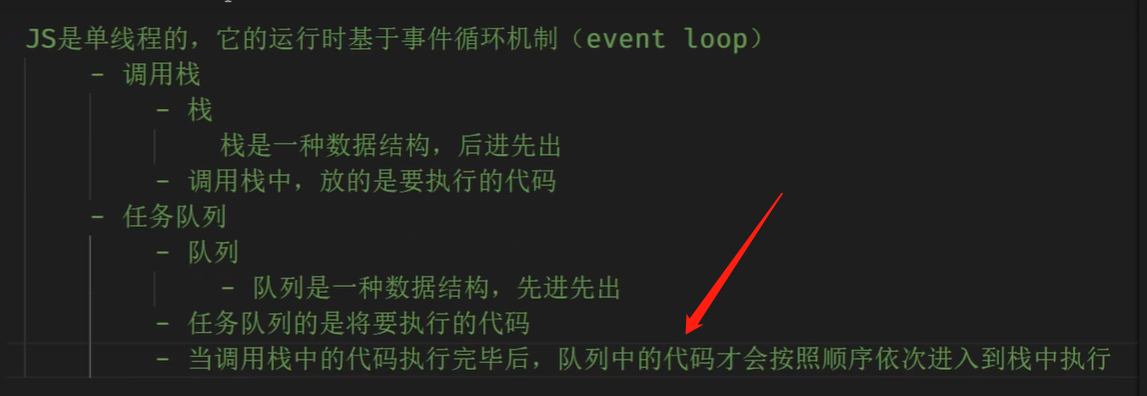 JS是单线程的，它的运行时基于事件循环机制（event loop）
- 调用栈
- 栈
栈是一种数据结构，后进先出
- 调用栈中，放的是要执行的代码
- 任务队列
- 队列
- 队列是一种数据结构，先进先出
- 任务队列的是将要执行的代码
- 当调用栈中的代码执行完毕后，队列中的代码才会按照顺序依次进入到栈中执行